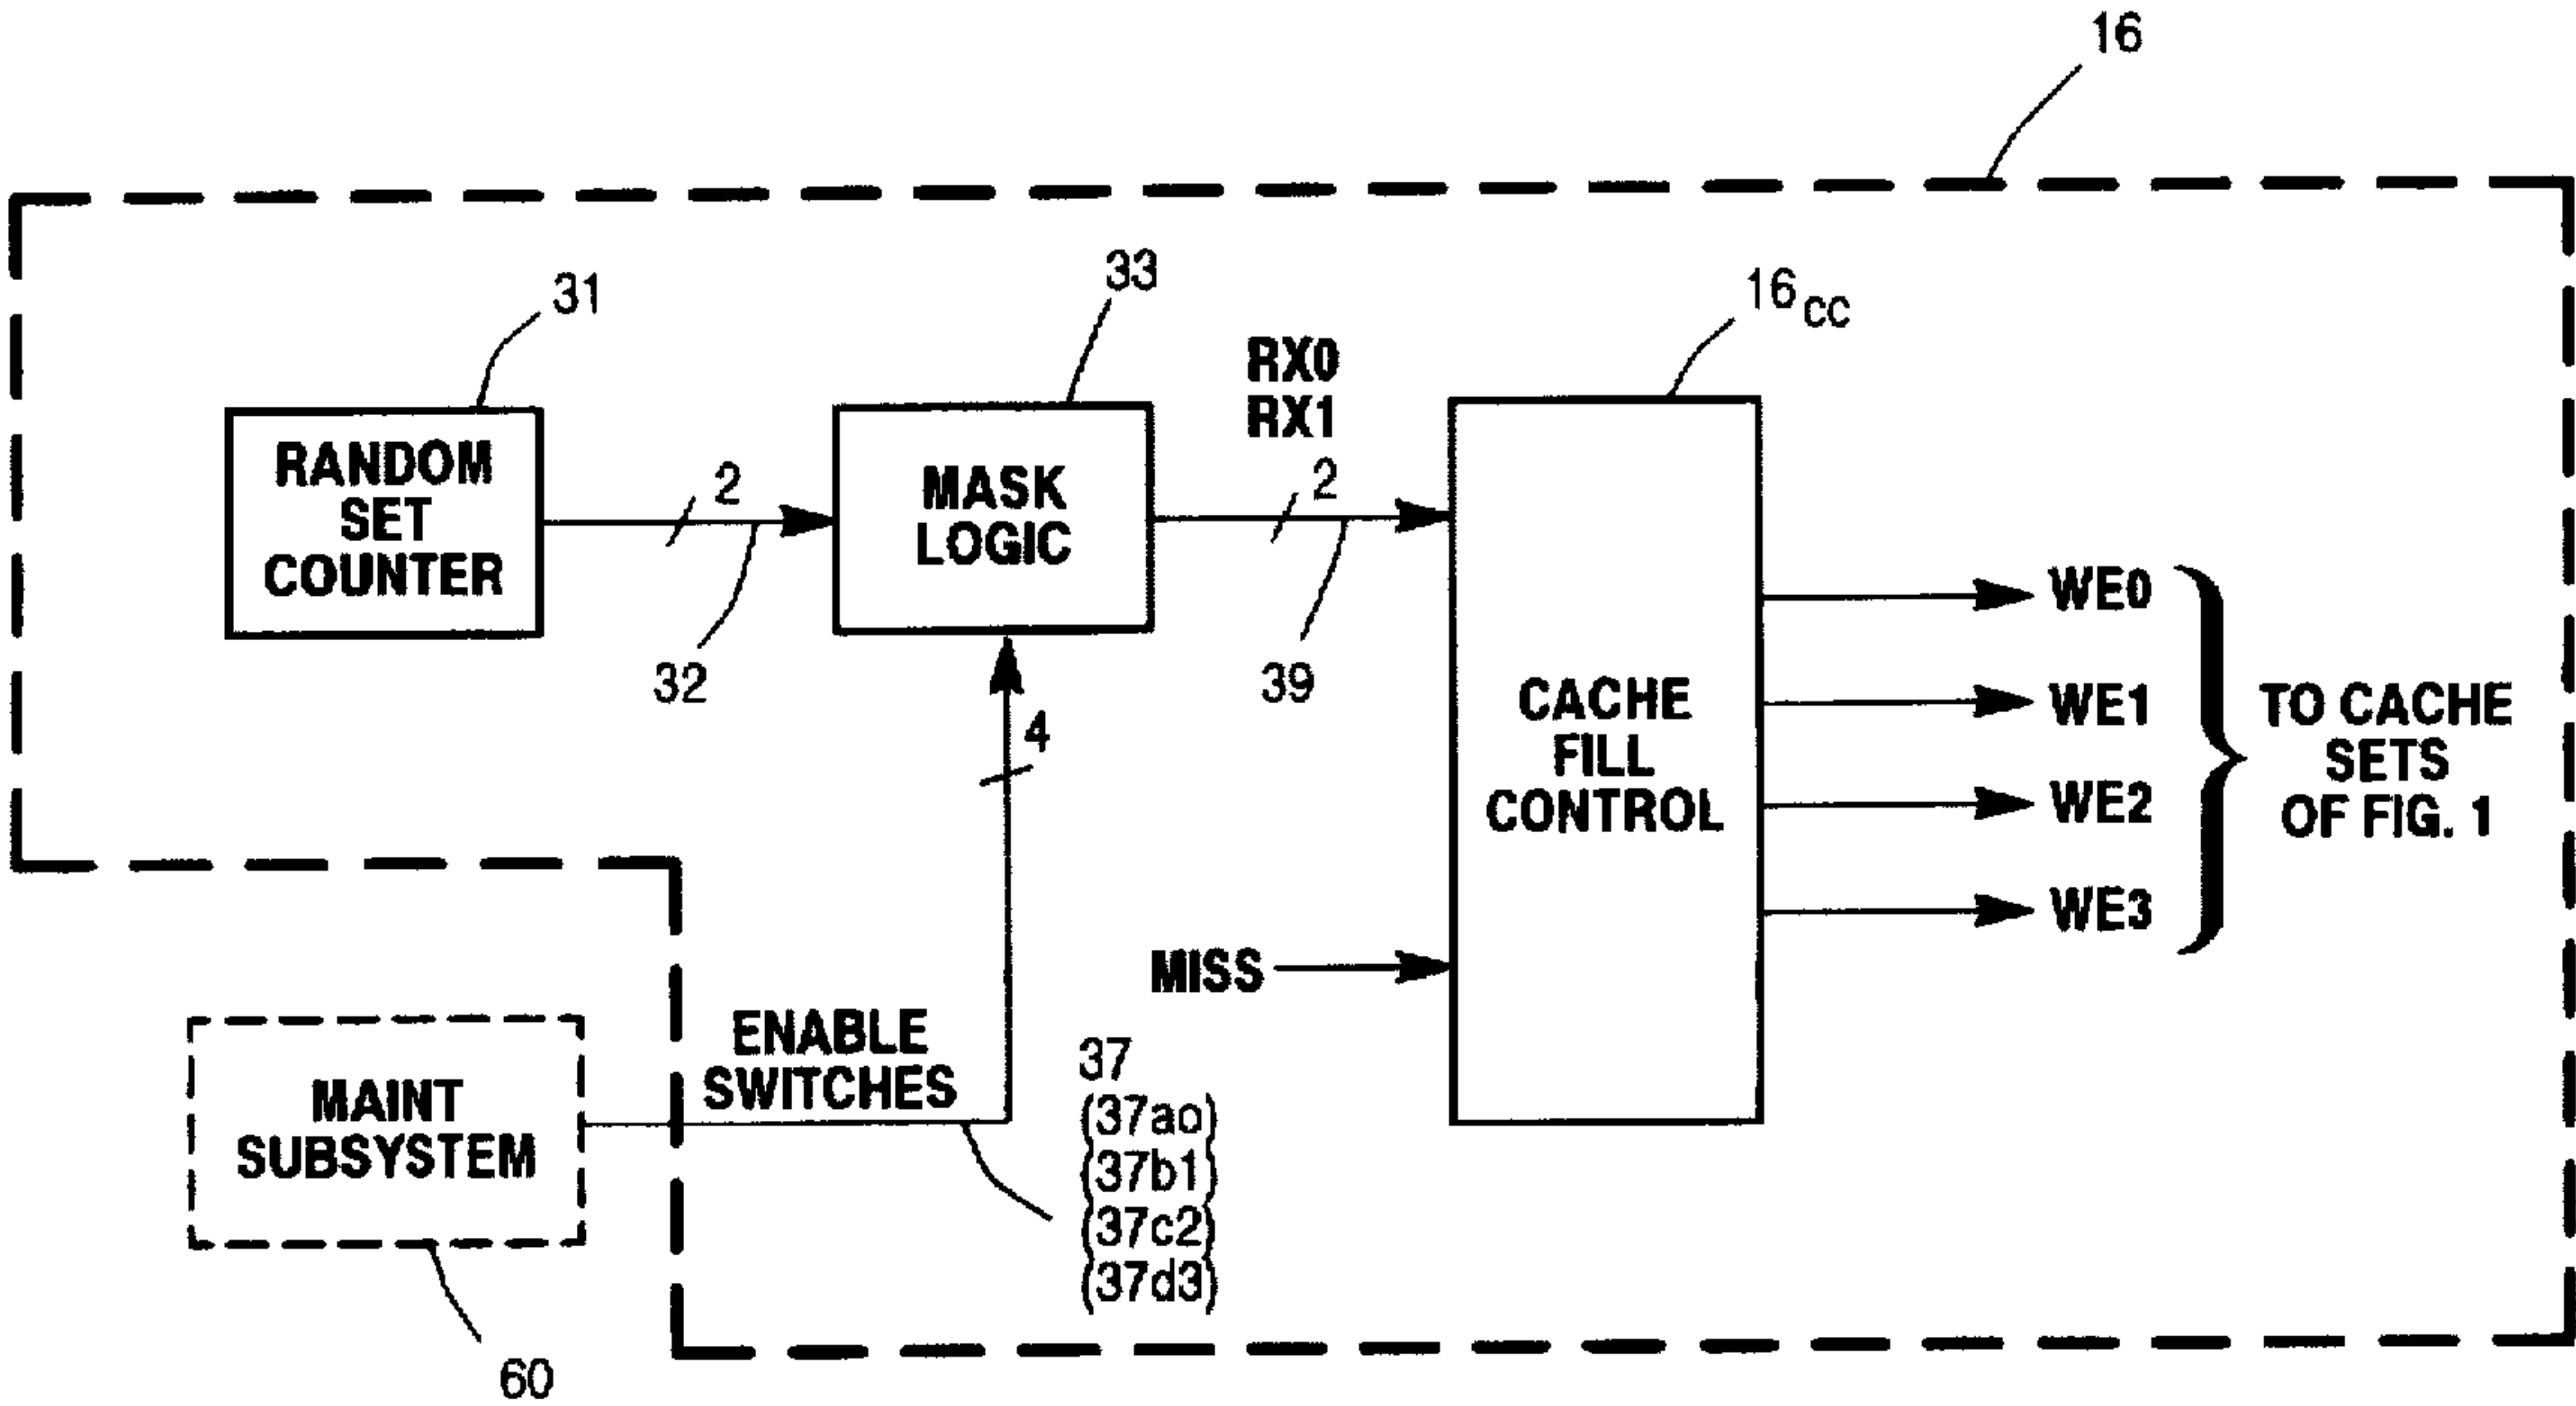 16
31
33
16CC
RX0
RX1
RANDOM
SET
COUNTER
2
32
MASK
LOGIC
2
39
CACHE
FILL
CONTROL
WE0
WE1
WE2
WE3
TO CACHE
SETS
OF FIG. 1
4
MISS
ENABLE
SWITCHES
37
(37ao)
(37b1)
(37c2)
(37d3)
MAINT
SUBSYSTEM
60